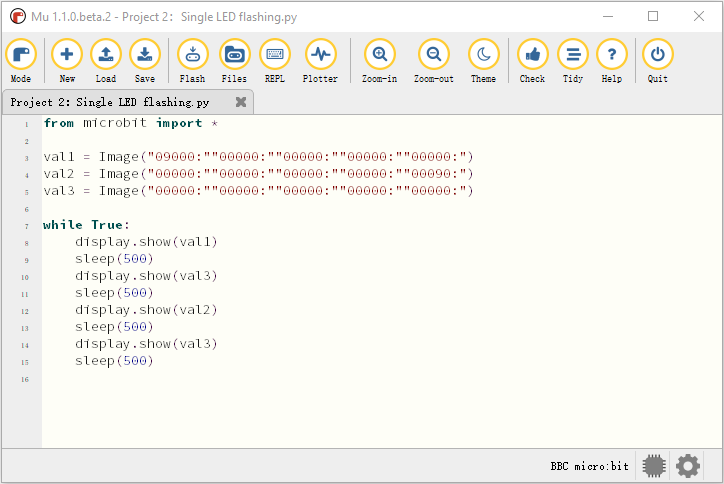 Mu 1.1.0.beta.2 - Project 2： Single LED flashing.py
Mode New Load Save Flash Files REPL Plotter Zoom-in Zoom-out Theme Check Tidy Help Quit
Project 2： Single LED flashing.py
1 from microbit import *
2
3 val1 = Image("09000:""00000:""00000:""00000:""00000:")
4 val2 = Image("00000:""00000:""00000:""00000:""00090:")
5 val3 = Image("00000:""00000:""00000:""00000:""00000:")
6
7 while True:
8     display.show(val1)
9     sleep(500)
10     display.show(val3)
11     sleep(500)
12     display.show(val2)
13     sleep(500)
14     display.show(val3)
15     sleep(500)
16
BBC micro:bit